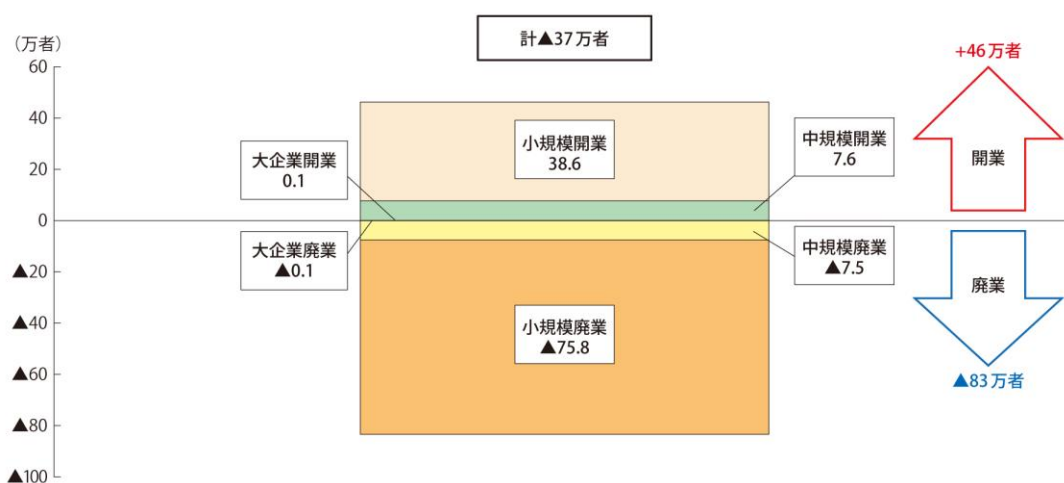 計▲37万者
（万者）
60
40
20
0
▲20
▲40
▲60
▲80
▲100
大企業開業
0.1
小規模開業
38.6
中規模開業
7.6
大企業廃業
▲0.1
中規模廃業
▲7.5
小規模廃業
▲75.8
+46万者
開業
廃業
▲83万者